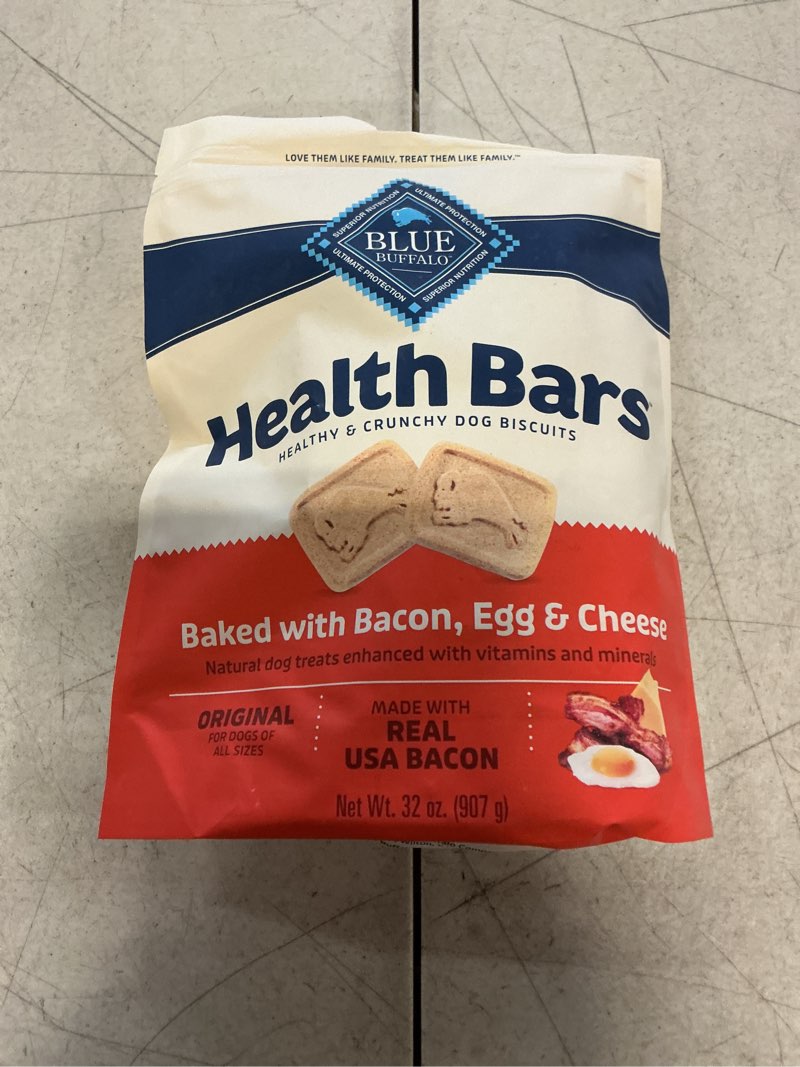 LOVE THEM LIKE FAMILY. TREAT THEM LIKE FAMILY.™
SUPERIOR NUTRITION
ULTIMATE PROTECTION
BLUE
BUFFALO™
ULTIMATE PROTECTION
SUPERIOR NUTRITION
Health Bars
HEALTHY & CRUNCHY DOG BISCUITS
Baked with Bacon, Egg & Cheese
Natural dog treats enhanced with vitamins and minerals
ORIGINAL
FOR DOGS OF
ALL SIZES
MADE WITH
REAL
USA BACON
Net Wt. 32 oz. (907 g)